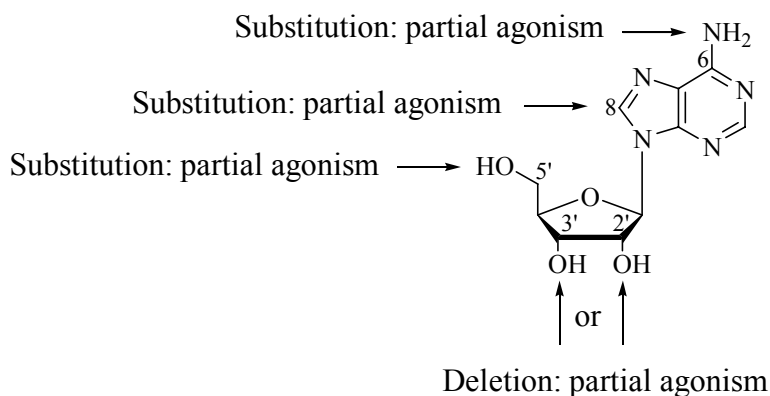 Substitution: partial agonism
NH2
6
N
N
Substitution: partial agonism
8
N
N
Substitution: partial agonism
HO
5'
O
3'
2'
OH
OH
or
Deletion: partial agonism